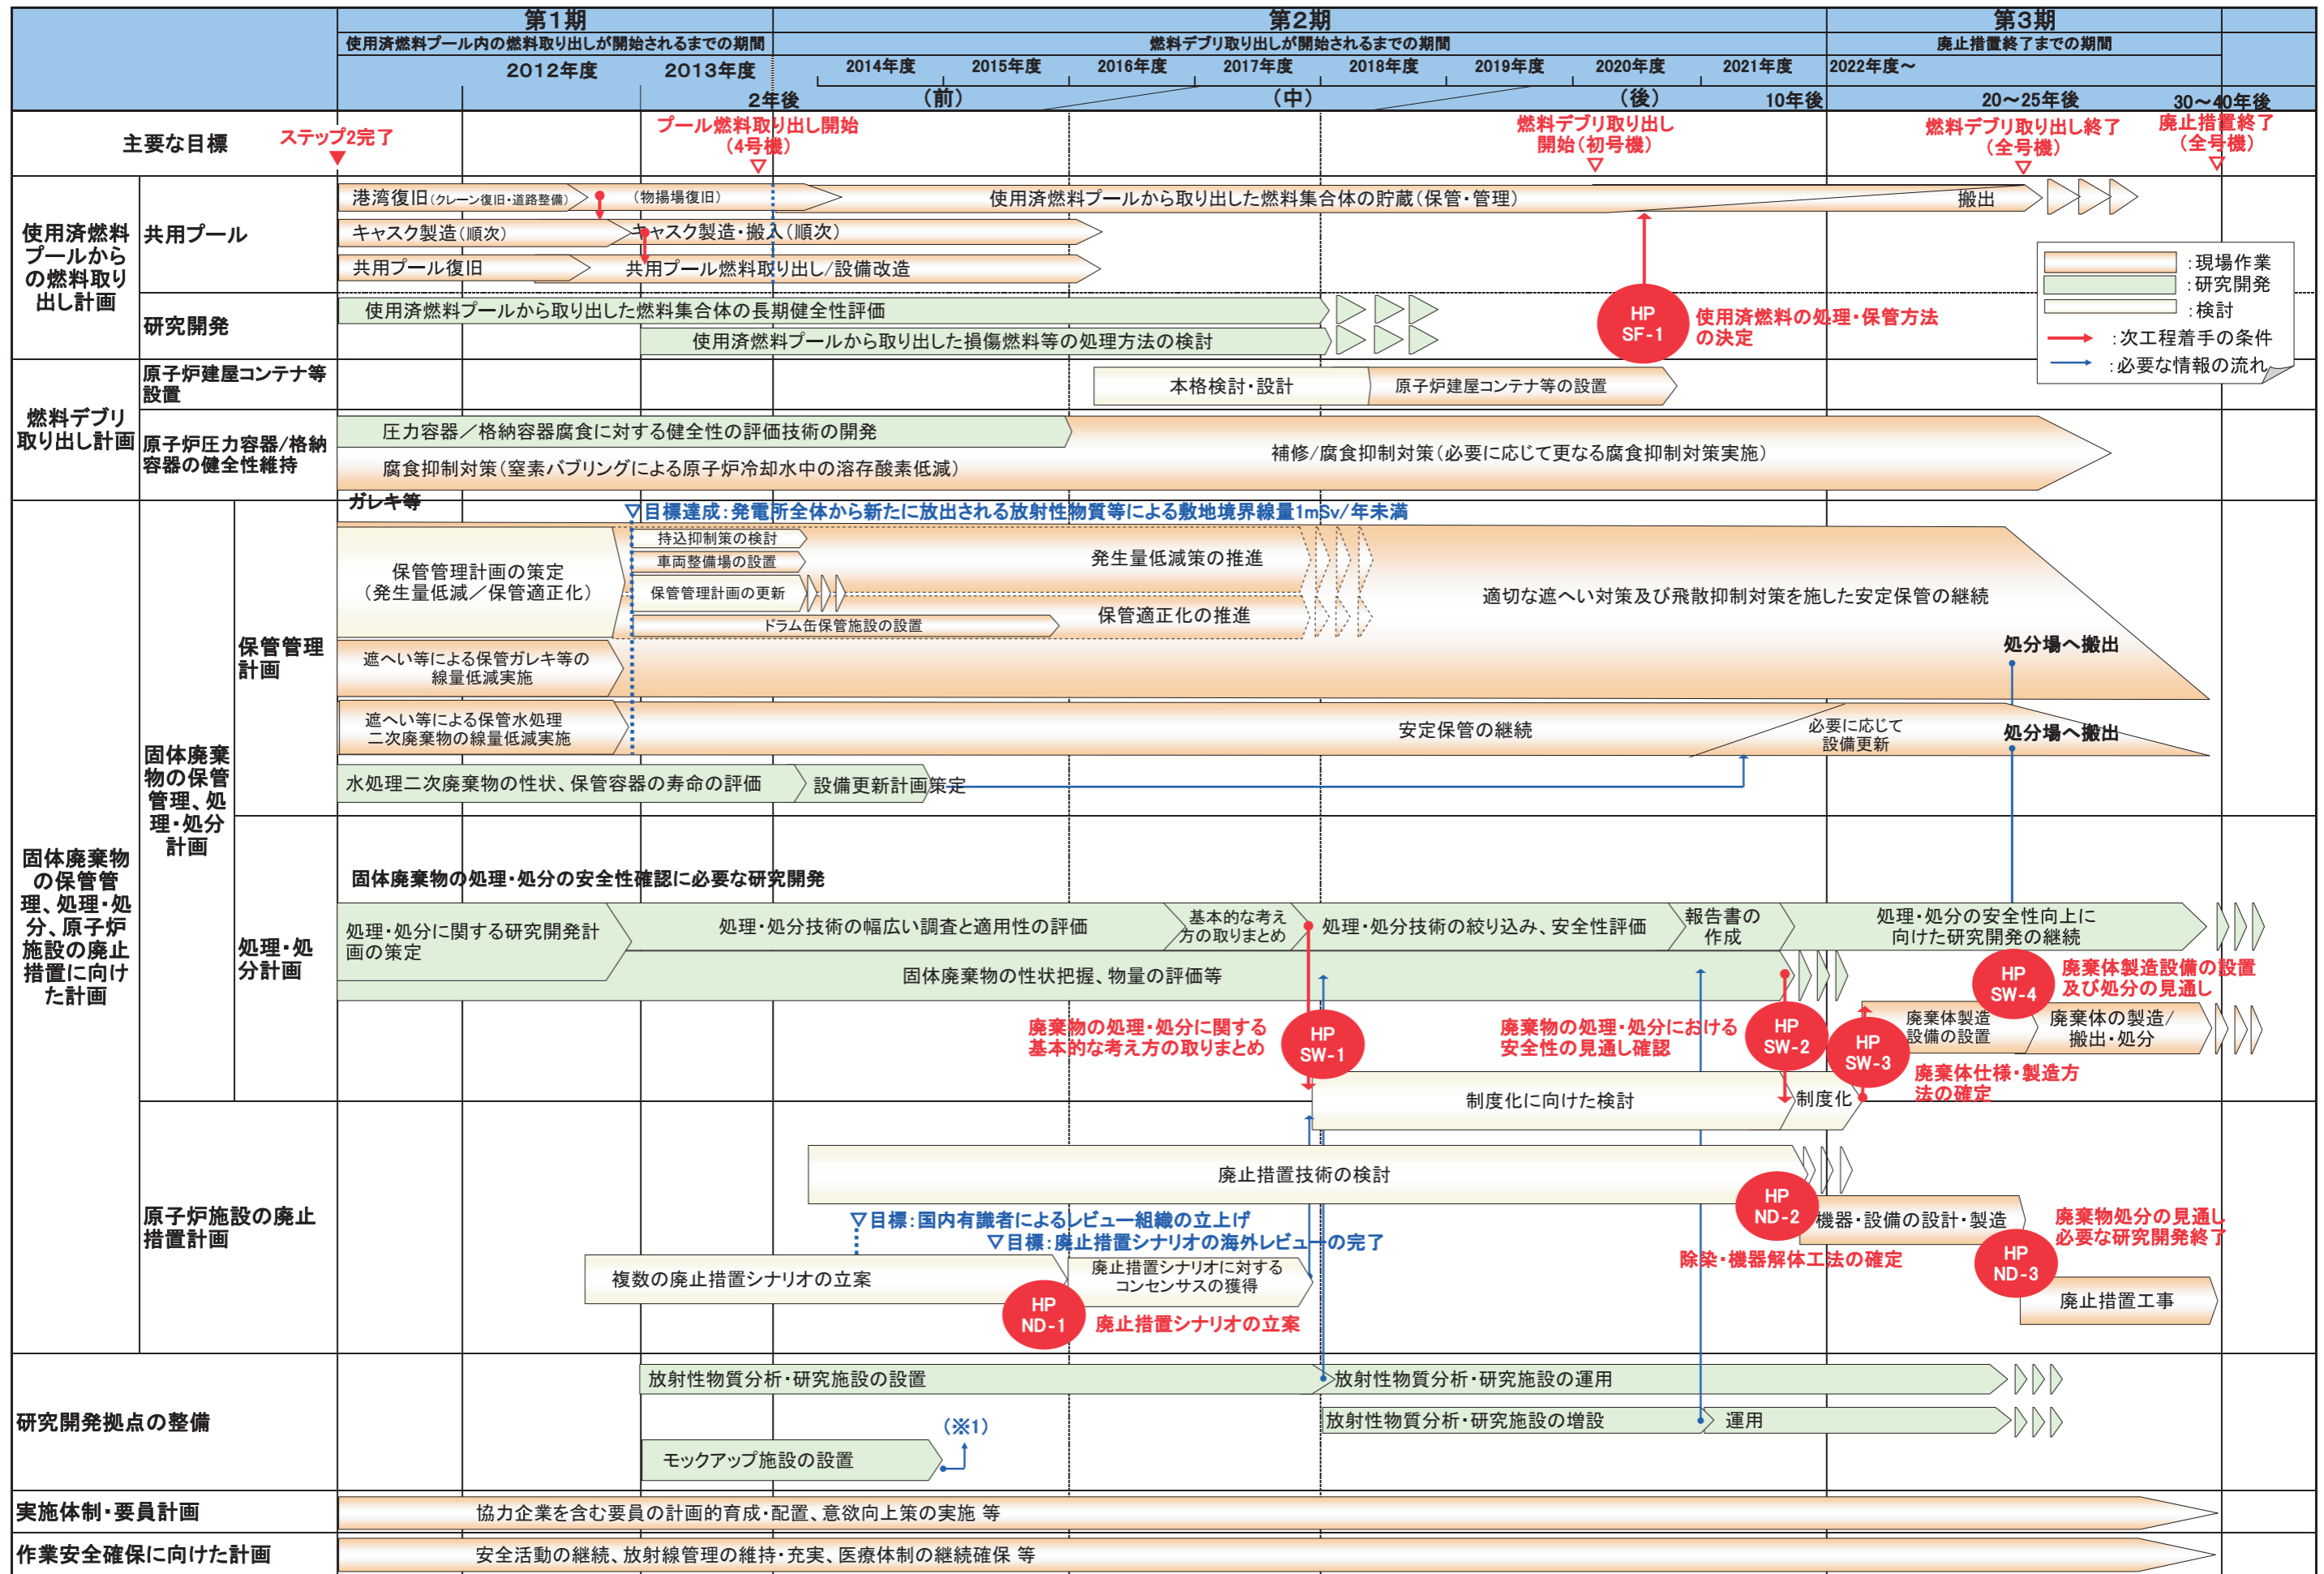 第1期
第2期
第3期
使用済燃料プール内の燃料取り出しが開始されるまでの期間
燃料デブリ取り出しが開始されるまでの期間
廃止措置終了までの期間
2012年度
2013年度
2014年度
2015年度
2016年度
2017年度
2018年度
2019年度
2020年度
2021年度
2022年度～
2年後
(前)
(中)
(後)
10年後
20～25年後
30～40年後
主要な目標
ステップ2完了
プール燃料取り出し開始
(4号機)
燃料デブリ取り出し
開始(初号機)
燃料デブリ取り出し終了
(全号機)
廃止措置終了
(全号機)
使用済燃料
プールから
の燃料取り
出し計画
共用プール
港湾復旧(クレーン復旧・道路整備)
(物揚場復旧)
使用済燃料プールから取り出した燃料集合体の貯蔵(保管・管理)
搬出
キャスク製造(順次)
キャスク製造・搬入(順次)
共用プール復旧
共用プール燃料取り出し/設備改造
研究開発
使用済燃料プールから取り出した燃料集合体の長期健全性評価
使用済燃料プールから取り出した損傷燃料等の処理方法の検討
HP
SF-1
使用済燃料の処理・保管方法
の決定
:現場作業
:研究開発
:検討
:次工程着手の条件
:必要な情報の流れ
燃料デブリ
取り出し計画
原子炉建屋コンテナ等
設置
本格検討・設計
原子炉建屋コンテナ等の設置
原子炉圧力容器/格納
容器の健全性維持
圧力容器／格納容器腐食に対する健全性の評価技術の開発
腐食抑制対策(窒素バブリングによる原子炉冷却水中の溶存酸素低減)
補修/腐食抑制対策(必要に応じて更なる腐食抑制対策実施)
固体廃棄物
の保管管
理、処理・処
分、原子炉
施設の廃止
措置に向け
た計画
固体廃棄
物の保管
管理、処
理・処分
計画
保管管理
計画
ガレキ等
▽目標達成:発電所全体から新たに放出される放射性物質等による敷地境界線量1mSv/年未満
保管管理計画の策定
(発生量低減／保管適正化)
持込抑制策の検討
車両整備場の設置
保管管理計画の更新
ドラム缶保管施設の設置
発生量低減策の推進
保管適正化の推進
適切な遮へい対策及び飛散抑制対策を施した安定保管の継続
処分場へ搬出
遮へい等による保管ガレキ等の
線量低減実施
遮へい等による保管水処理
二次廃棄物の線量低減実施
安定保管の継続
必要に応じて
設備更新
処分場へ搬出
水処理二次廃棄物の性状、保管容器の寿命の評価
設備更新計画策定
処理・処
分計画
固体廃棄物の処理・処分の安全性確認に必要な研究開発
処理・処分に関する研究開発計
画の策定
処理・処分技術の幅広い調査と適用性の評価
基本的な考え
方の取りまとめ
処理・処分技術の絞り込み、安全性評価
報告書の
作成
処理・処分の安全性向上に
向けた研究開発の継続
固体廃棄物の性状把握、物量の評価等
HP
SW-4
廃棄体製造設備の設置
及び処分の見通し
廃棄物の処理・処分に関する
基本的な考え方の取りまとめ
HP
SW-1
廃棄物の処理・処分における
安全性の見通し確認
HP
SW-2
HP
SW-3
廃棄体製造
設備の設置
廃棄体の製造/
搬出・処分
廃棄体仕様・製造方
法の確定
制度化に向けた検討
制度化
原子炉施設の廃止
措置計画
廃止措置技術の検討
HP
ND-2
機器・設備の設計・製造
除染・機器解体工法の確定
HP
ND-3
廃棄物処分の見通し
必要な研究開発終了
廃止措置工事
▽目標:国内有識者によるレビュー組織の立上げ
▽目標:廃止措置シナリオの海外レビューの完了
複数の廃止措置シナリオの立案
廃止措置シナリオに対する
コンセンサスの獲得
HP
ND-1
廃止措置シナリオの立案
研究開発拠点の整備
放射性物質分析・研究施設の設置
放射性物質分析・研究施設の運用
放射性物質分析・研究施設の増設
運用
(※1)
モックアップ施設の設置
実施体制・要員計画
協力企業を含む要員の計画的育成・配置、意欲向上策の実施 等
作業安全確保に向けた計画
安全活動の継続、放射線管理の維持・充実、医療体制の継続確保 等